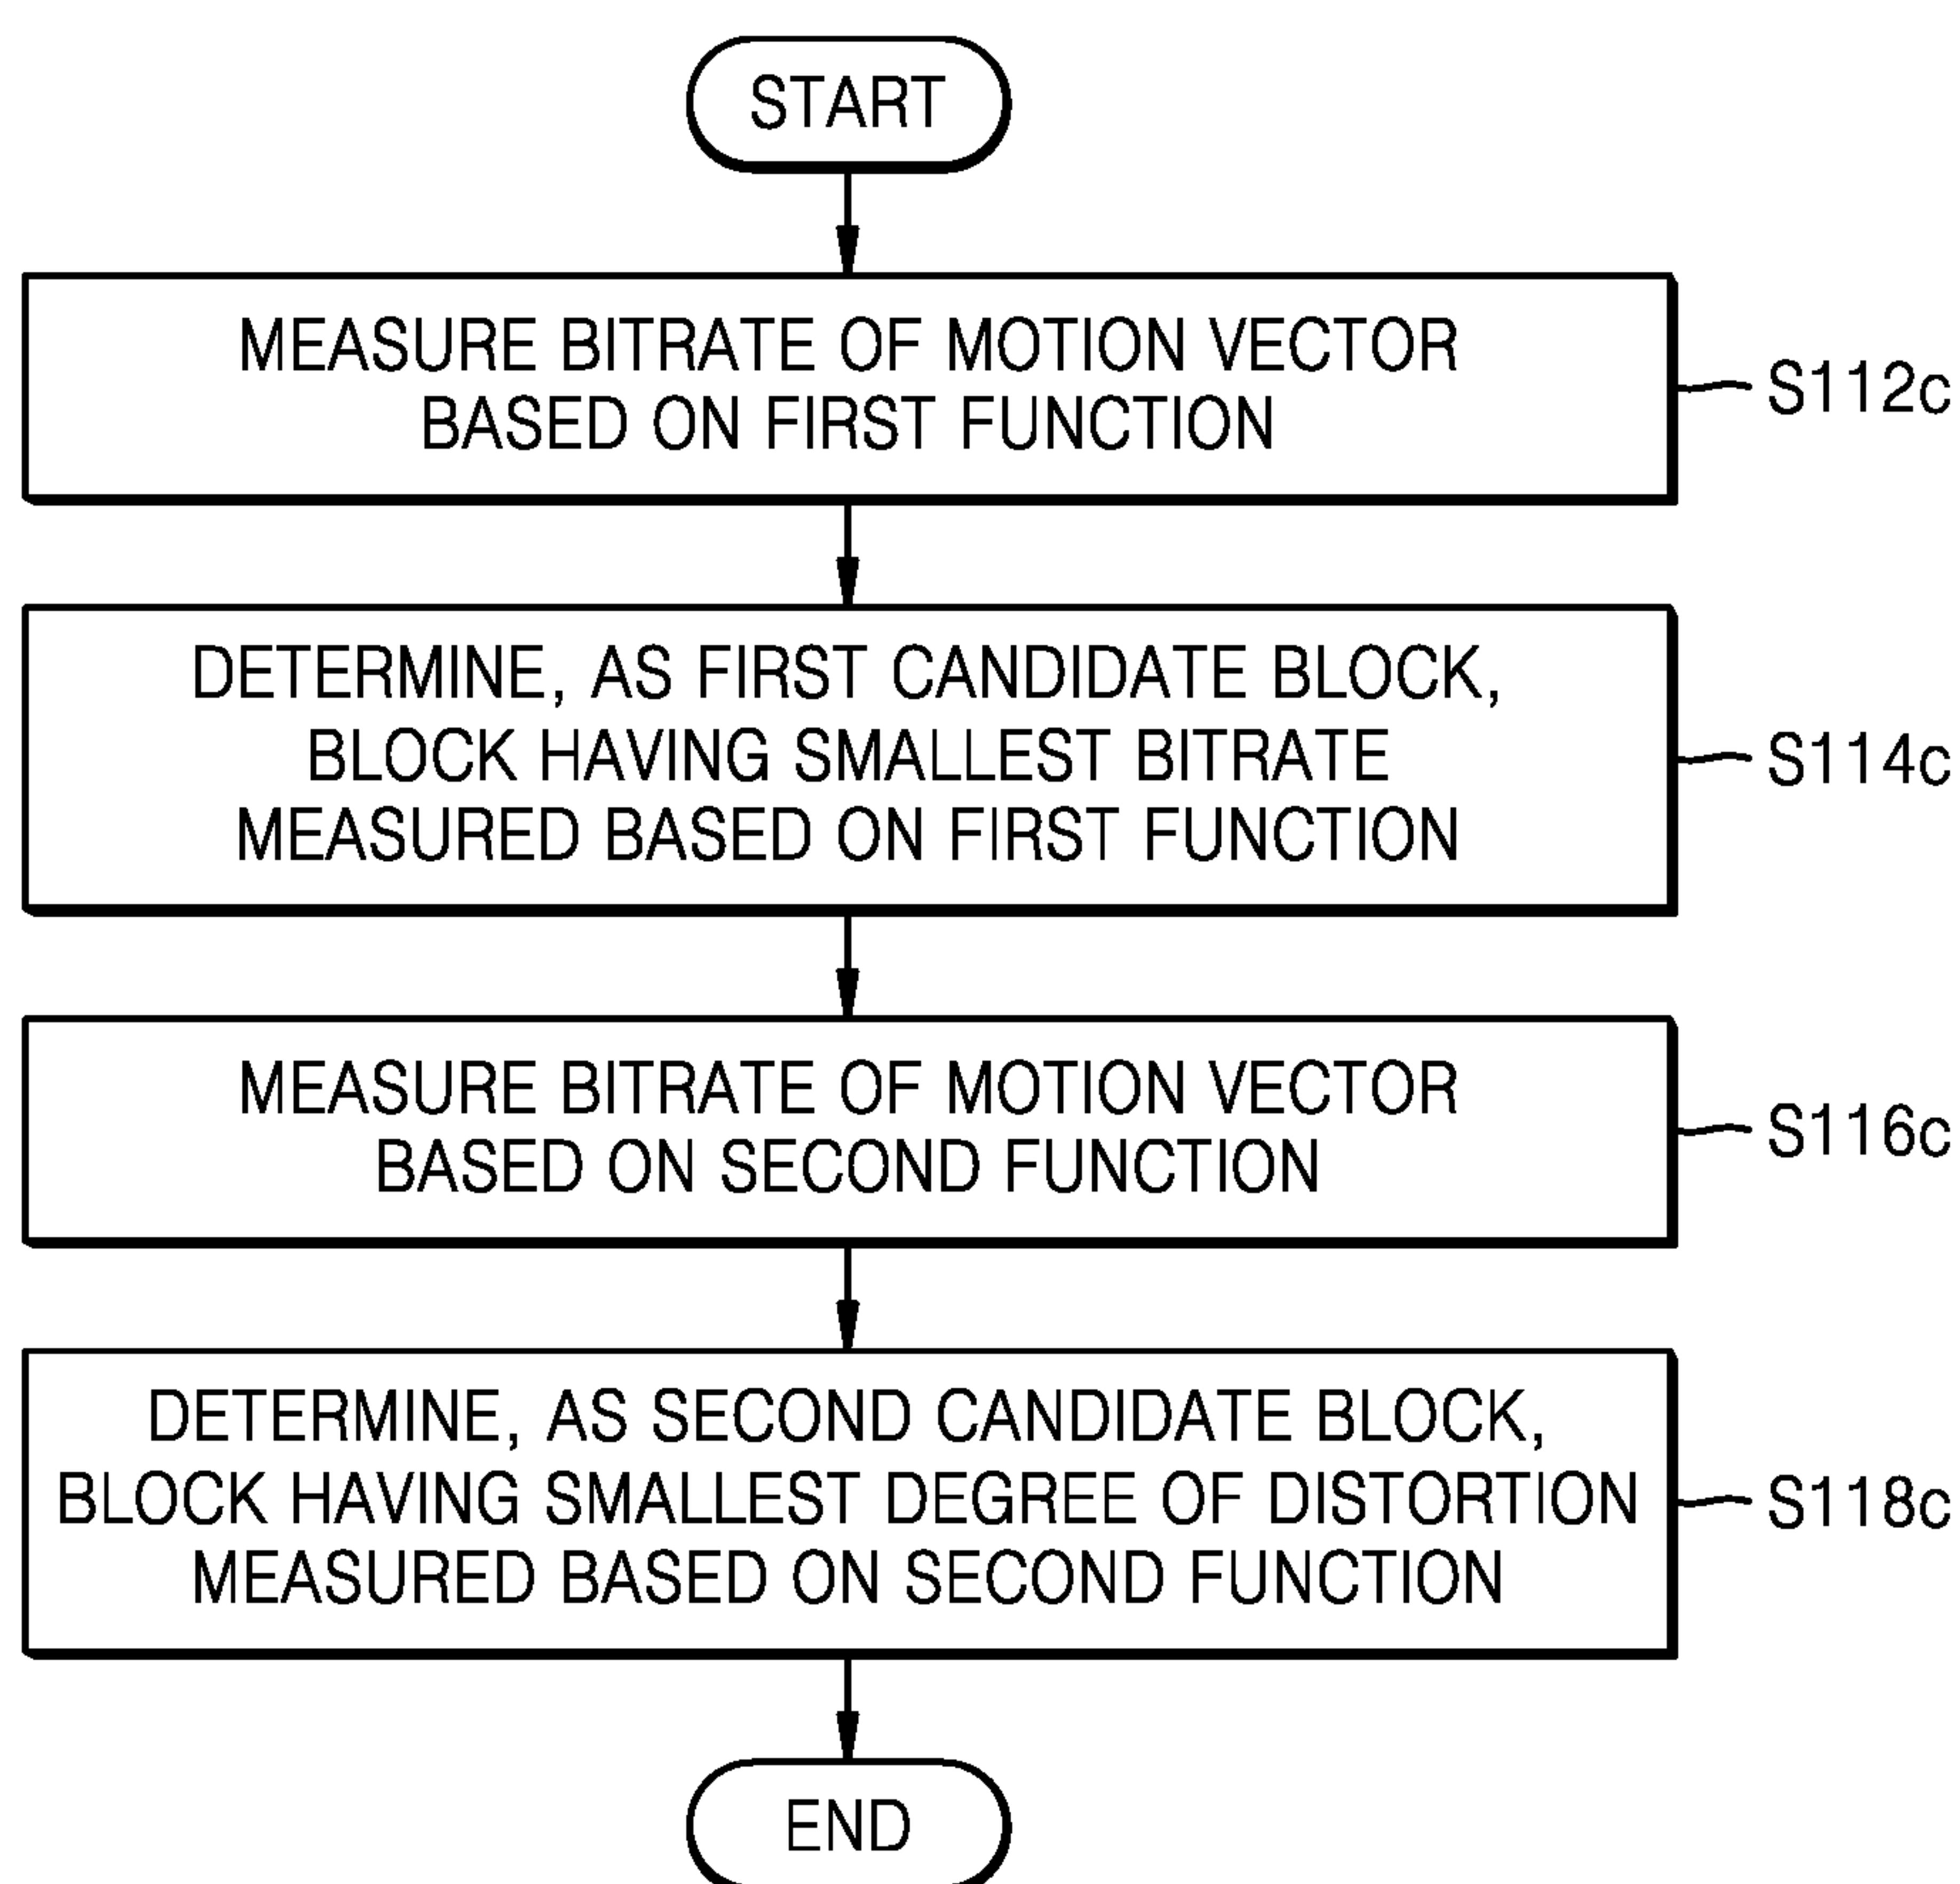 START
MEASURE BITRATE OF MOTION VECTOR
BASED ON FIRST FUNCTION
S112c
DETERMINE, AS FIRST CANDIDATE BLOCK,
BLOCK HAVING SMALLEST BITRATE
MEASURED BASED ON FIRST FUNCTION
S114c
MEASURE BITRATE OF MOTION VECTOR
BASED ON SECOND FUNCTION
S116c
DETERMINE, AS SECOND CANDIDATE BLOCK,
BLOCK HAVING SMALLEST DEGREE OF DISTORTION
MEASURED BASED ON SECOND FUNCTION
S118c
END